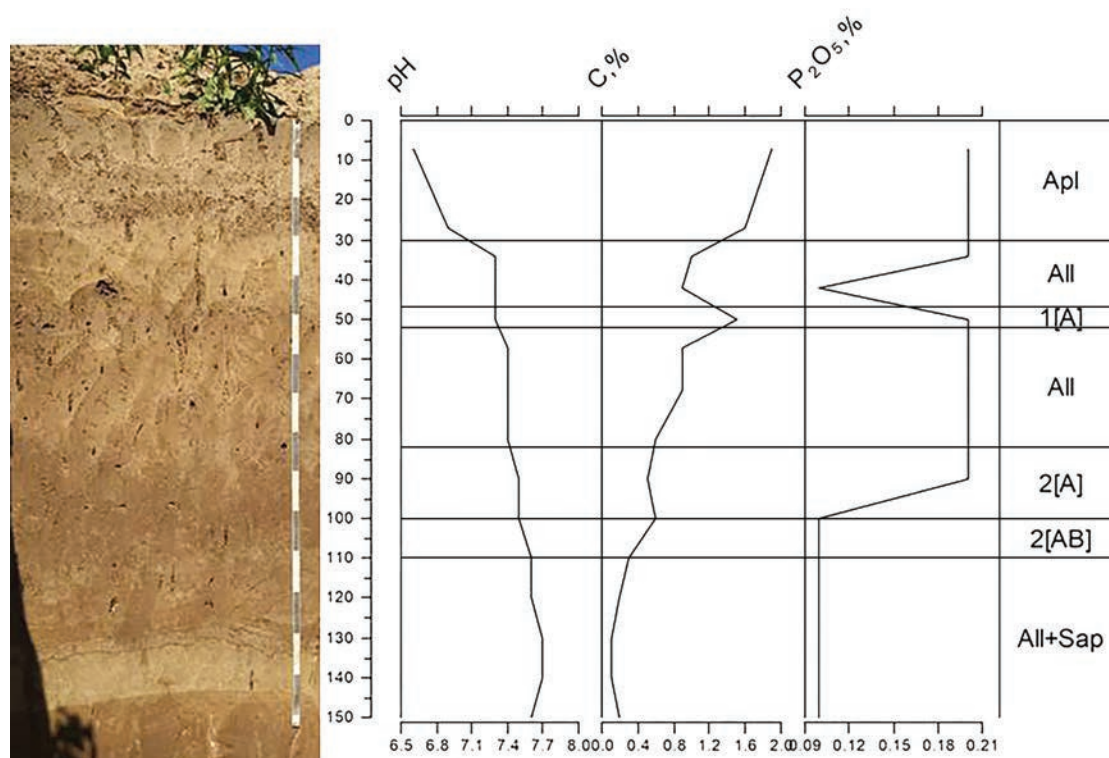 pH
C,%
P₂O₅,%
0
10
20
30
40
50
60
70
80
90
100
110
120
130
140
150
Apl
All
1[A]
All
2[A]
2[AB]
All+Sap
6.5 6.8 7.1 7.4 7.7 8.0
0.0 0.4 0.8 1.2 1.6 2.0
0.09 0.12 0.15 0.18 0.21